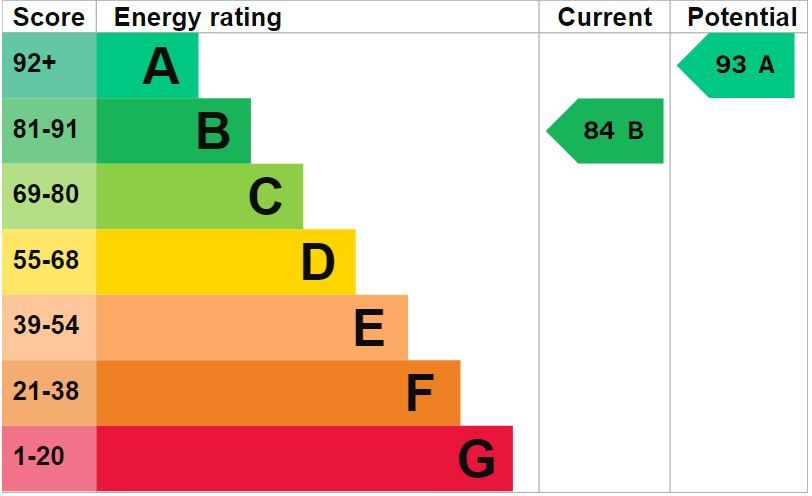 Score Energy rating Current Potential
92+ A 93 A
81-91 B 84 B
69-80 C
55-68 D
39-54 E
21-38 F
1-20 G